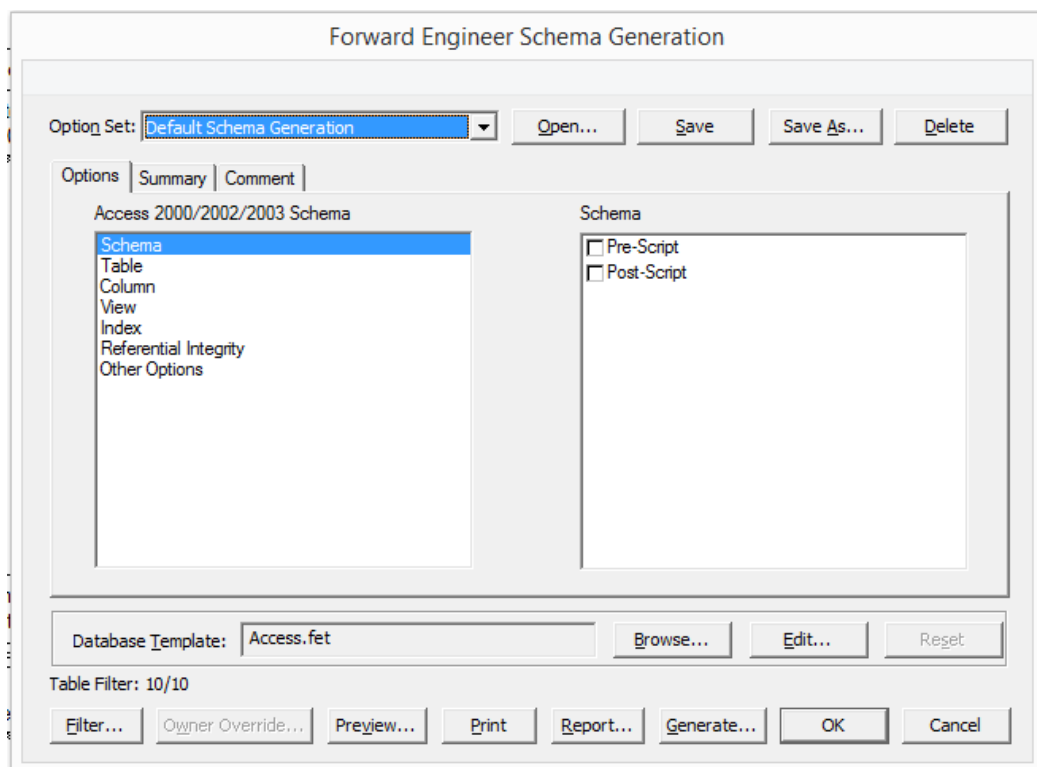 Forward Engineer Schema Generation
Option Set: Default Schema Generation Open... Save Save As... Delete
Options Summary Comment
Access 2000/2002/2003 Schema Schema
Schema Pre-Script
Table Post-Script
Column
View
Index
Referential Integrity
Other Options
Database Template: Access.fet Browse... Edit... Reset
Table Filter: 10/10
Filter... Owner Override... Preview... Print Report... Generate... OK Cancel